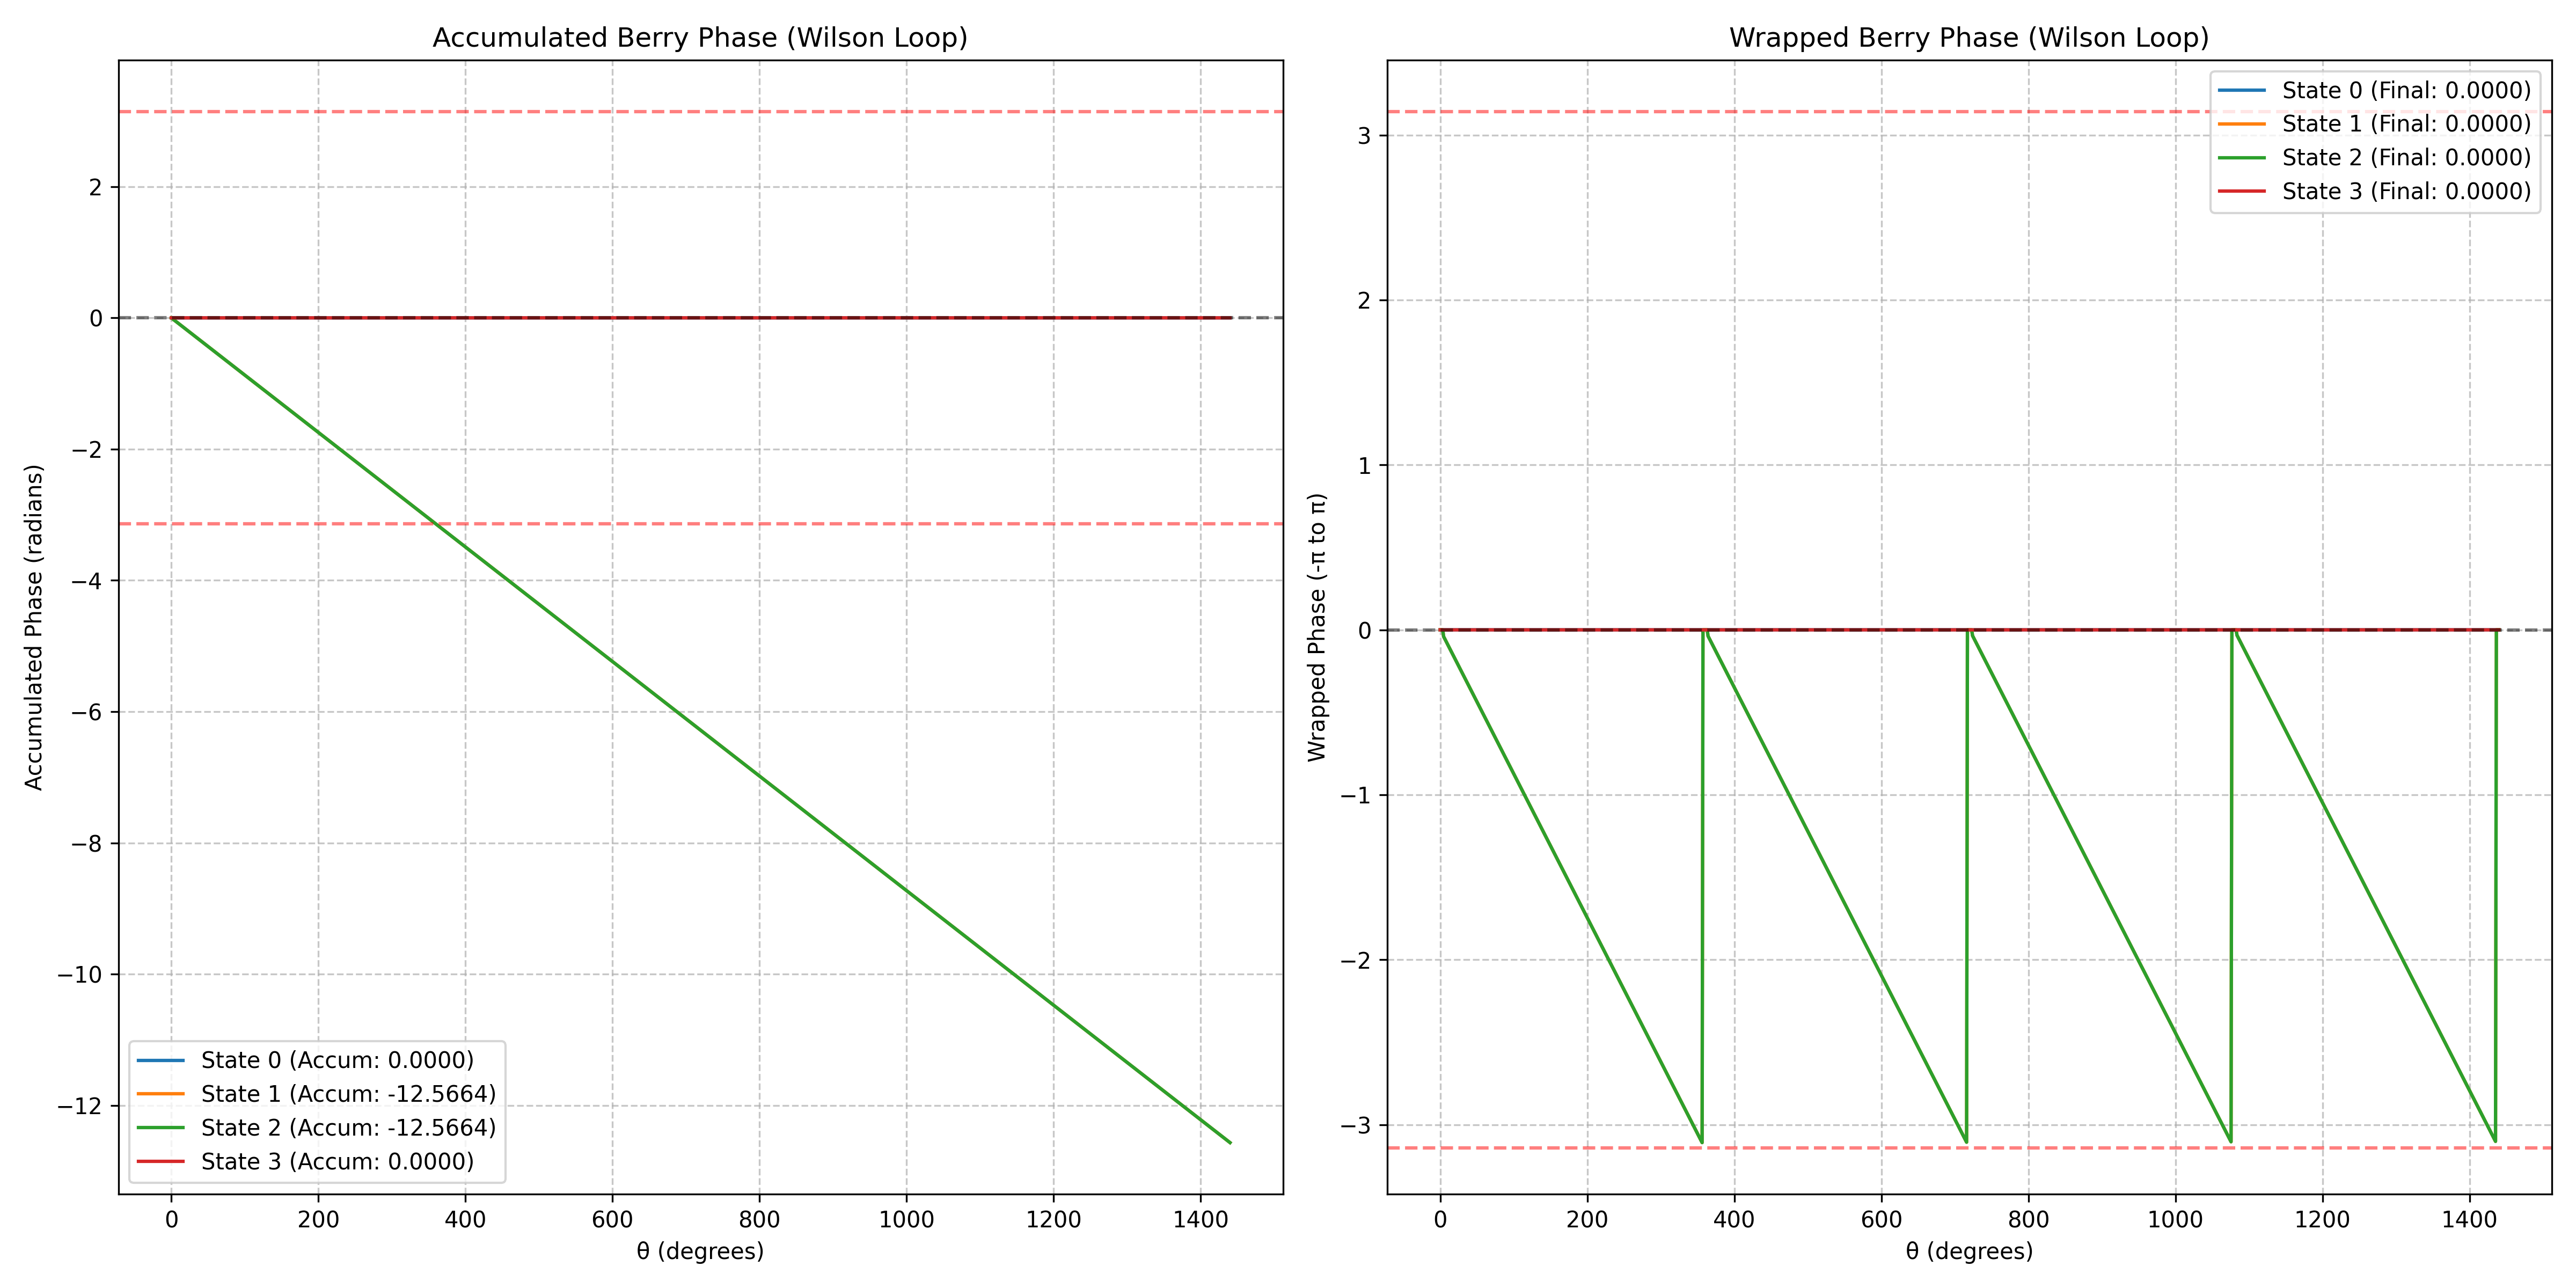 Accumulated Berry Phase (Wilson Loop)
Accumulated Phase (radians)
2
0
−2
−4
−6
−8
−10
−12
State 0 (Accum: 0.0000)
State 1 (Accum: -12.5664)
State 2 (Accum: -12.5664)
State 3 (Accum: 0.0000)
0 200 400 600 800 1000 1200 1400
θ (degrees)
Wrapped Berry Phase (Wilson Loop)
Wrapped Phase (-π to π)
3
2
1
0
−1
−2
−3
State 0 (Final: 0.0000)
State 1 (Final: 0.0000)
State 2 (Final: 0.0000)
State 3 (Final: 0.0000)
0 200 400 600 800 1000 1200 1400
θ (degrees)